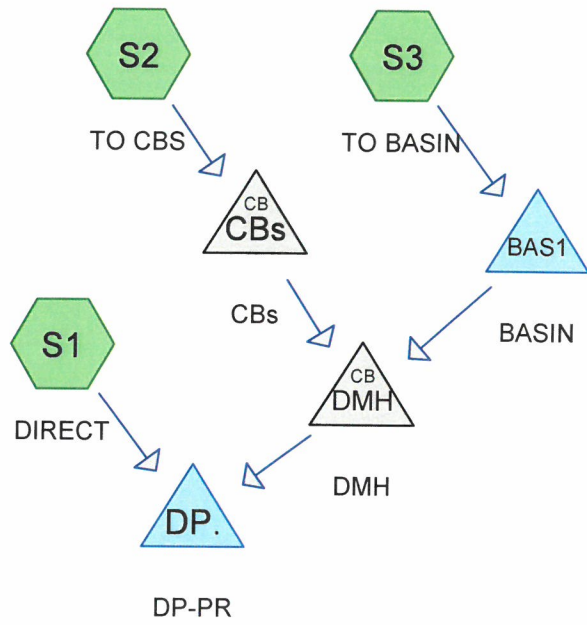 S2
S3
TO CBS
TO BASIN
CB
CBs
BAS1
CBs
BASIN
S1
CB
DMH
DIRECT
DMH
DP.
DP-PR